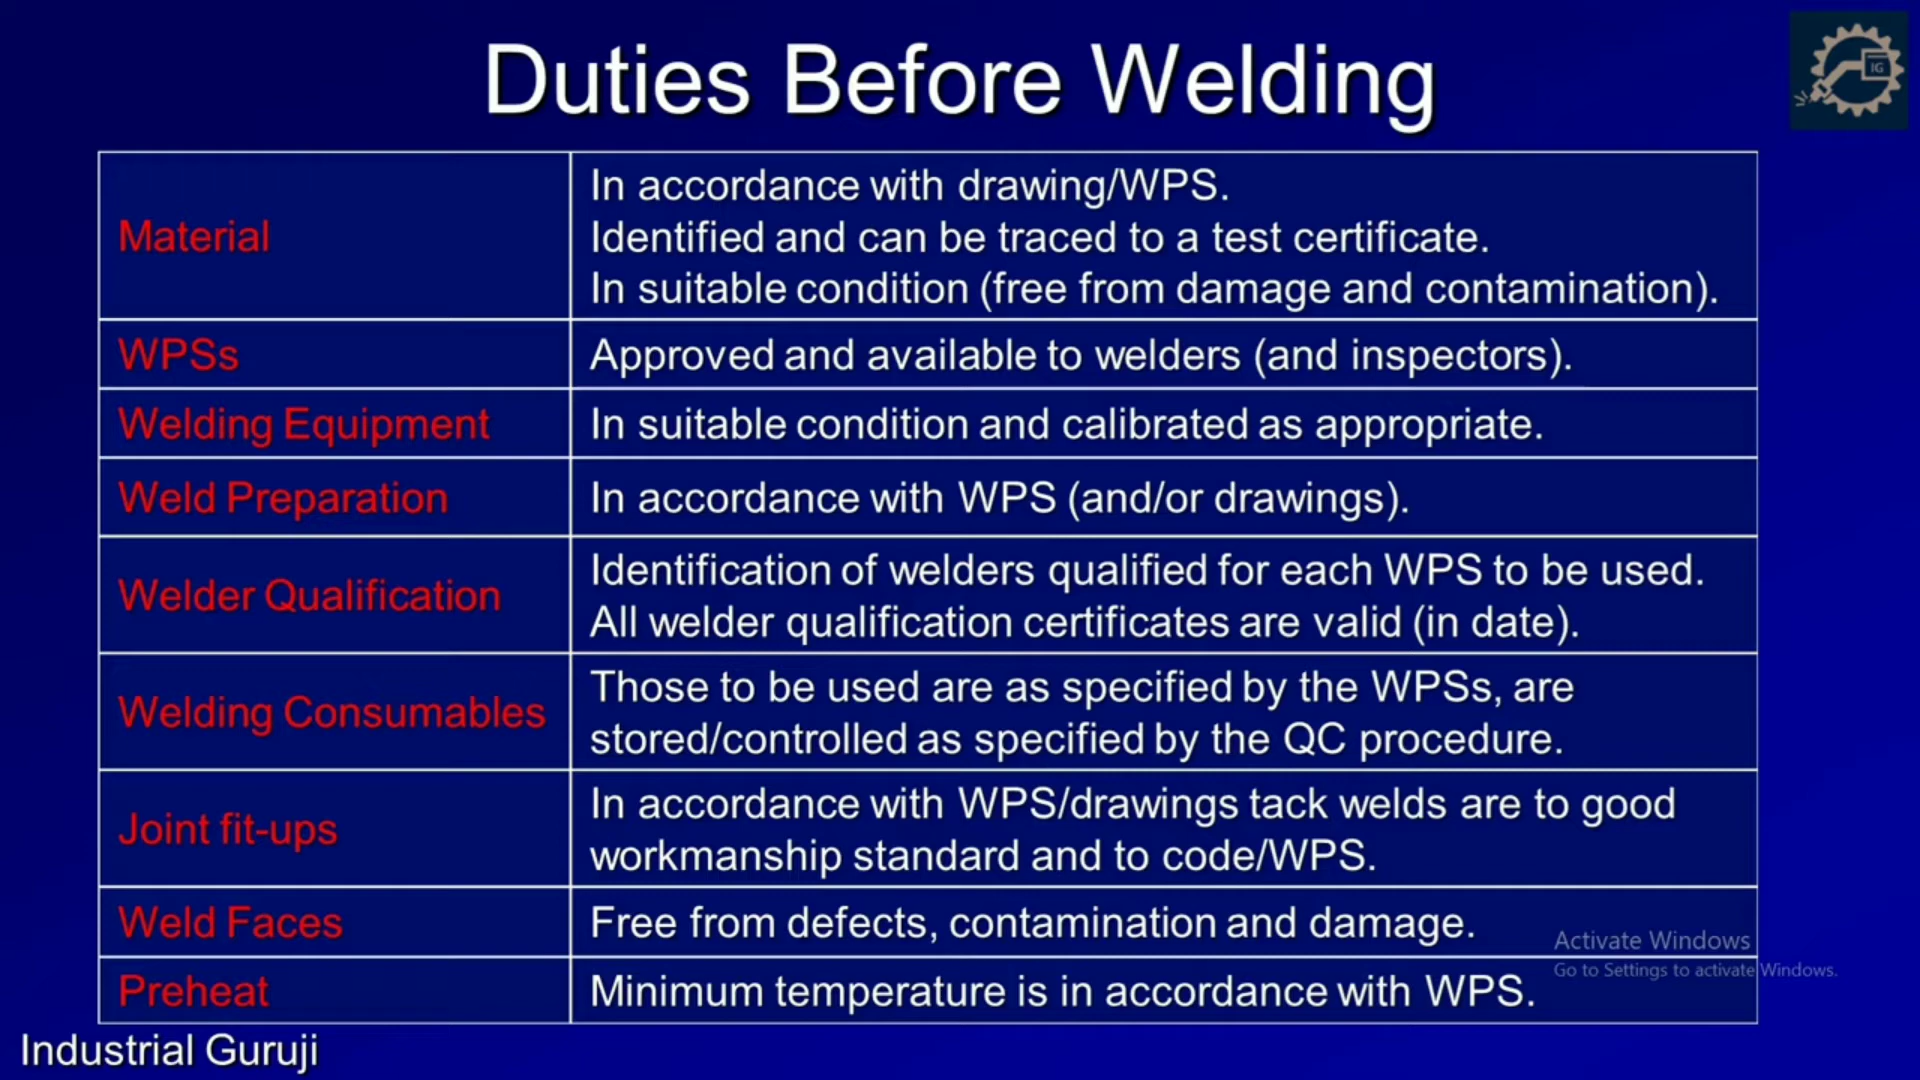 Duties Before Welding
IG
Material
In accordance with drawing/WPS.
Identified and can be traced to a test certificate.
In suitable condition (free from damage and contamination).
WPSs
Approved and available to welders (and inspectors).
Welding Equipment
In suitable condition and calibrated as appropriate.
Weld Preparation
In accordance with WPS (and/or drawings).
Welder Qualification
Identification of welders qualified for each WPS to be used.
All welder qualification certificates are valid (in date).
Welding Consumables
Those to be used are as specified by the WPSs, are
stored/controlled as specified by the QC procedure.
Joint fit-ups
In accordance with WPS/drawings tack welds are to good
workmanship standard and to code/WPS.
Weld Faces
Free from defects, contamination and damage.
Preheat
Minimum temperature is in accordance with WPS.
Activate Windows
Go to Settings to activate Windows.
Industrial Guruji